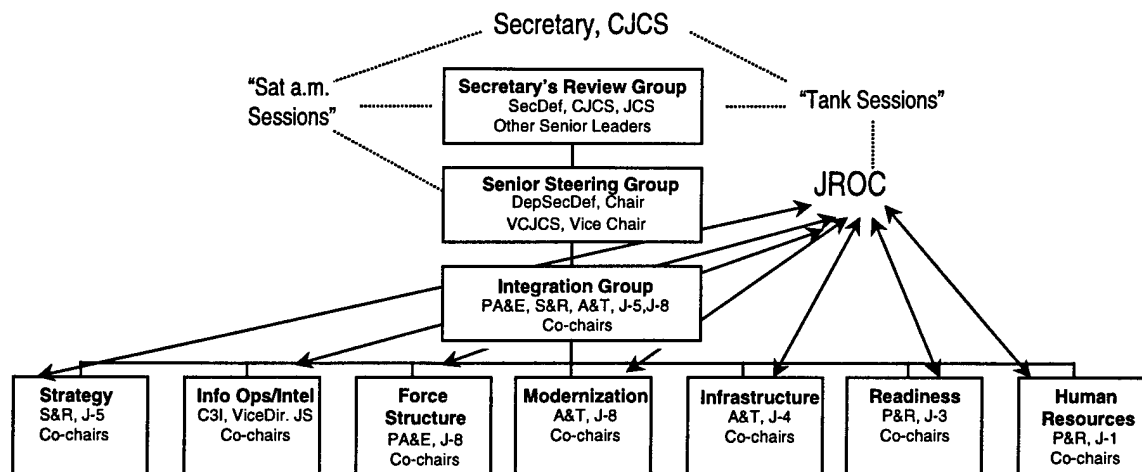 Secretary, CJCS
"Sat a.m.
Sessions"
Secretary's Review Group
SecDef, CJCS, JCS
Other Senior Leaders
"Tank Sessions"
Senior Steering Group
DepSecDef, Chair
VCJCS, Vice Chair
JROC
Integration Group
PA&E, S&R, A&T, J-5,J-8
Co-chairs
Strategy
S&R, J-5
Co-chairs
Info Ops/Intel
C3I, ViceDir. JS
Co-chairs
Force
Structure
PA&E, J-8
Co-chairs
Modernization
A&T, J-8
Co-chairs
Infrastructure
A&T, J-4
Co-chairs
Readiness
P&R, J-3
Co-chairs
Human
Resources
P&R, J-1
Co-chairs